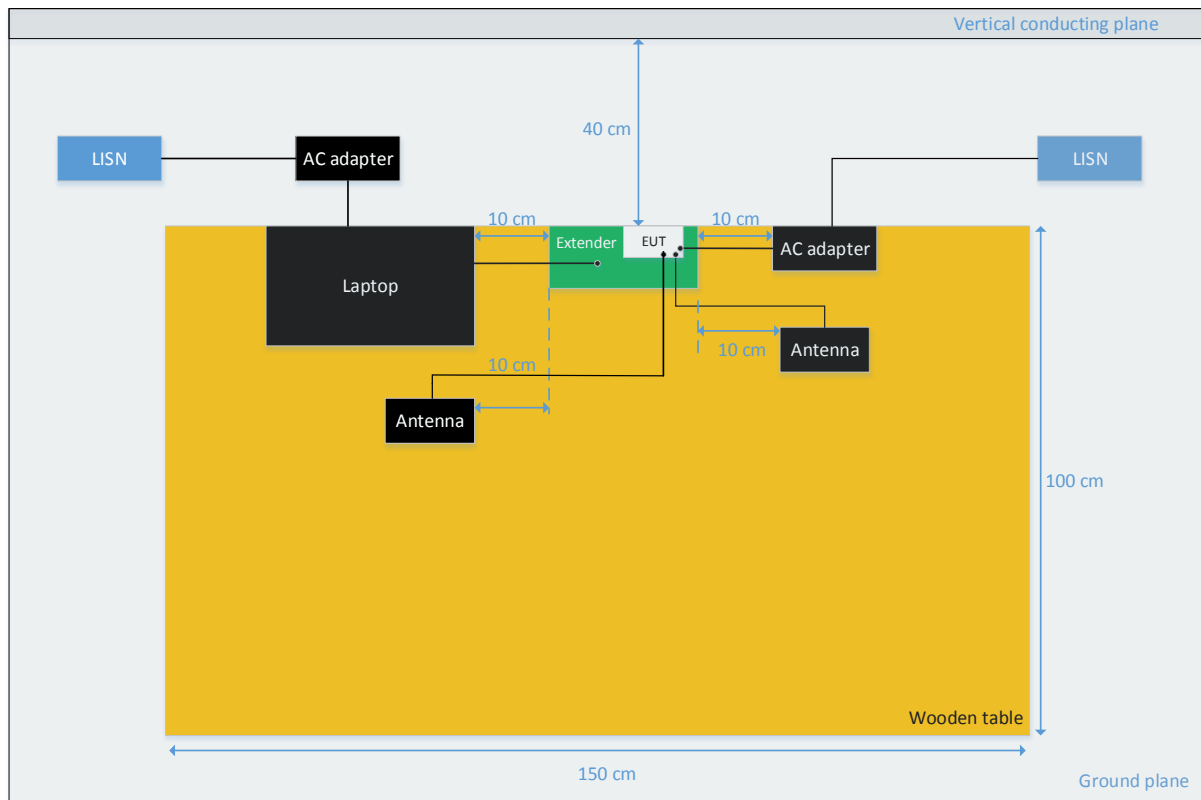 Vertical conducting plane
40 cm
LISN
AC adapter
LISN
10 cm
10 cm
Extender
EUT
AC adapter
Laptop
10 cm
Antenna
10 cm
Antenna
100 cm
Wooden table
150 cm
Ground plane